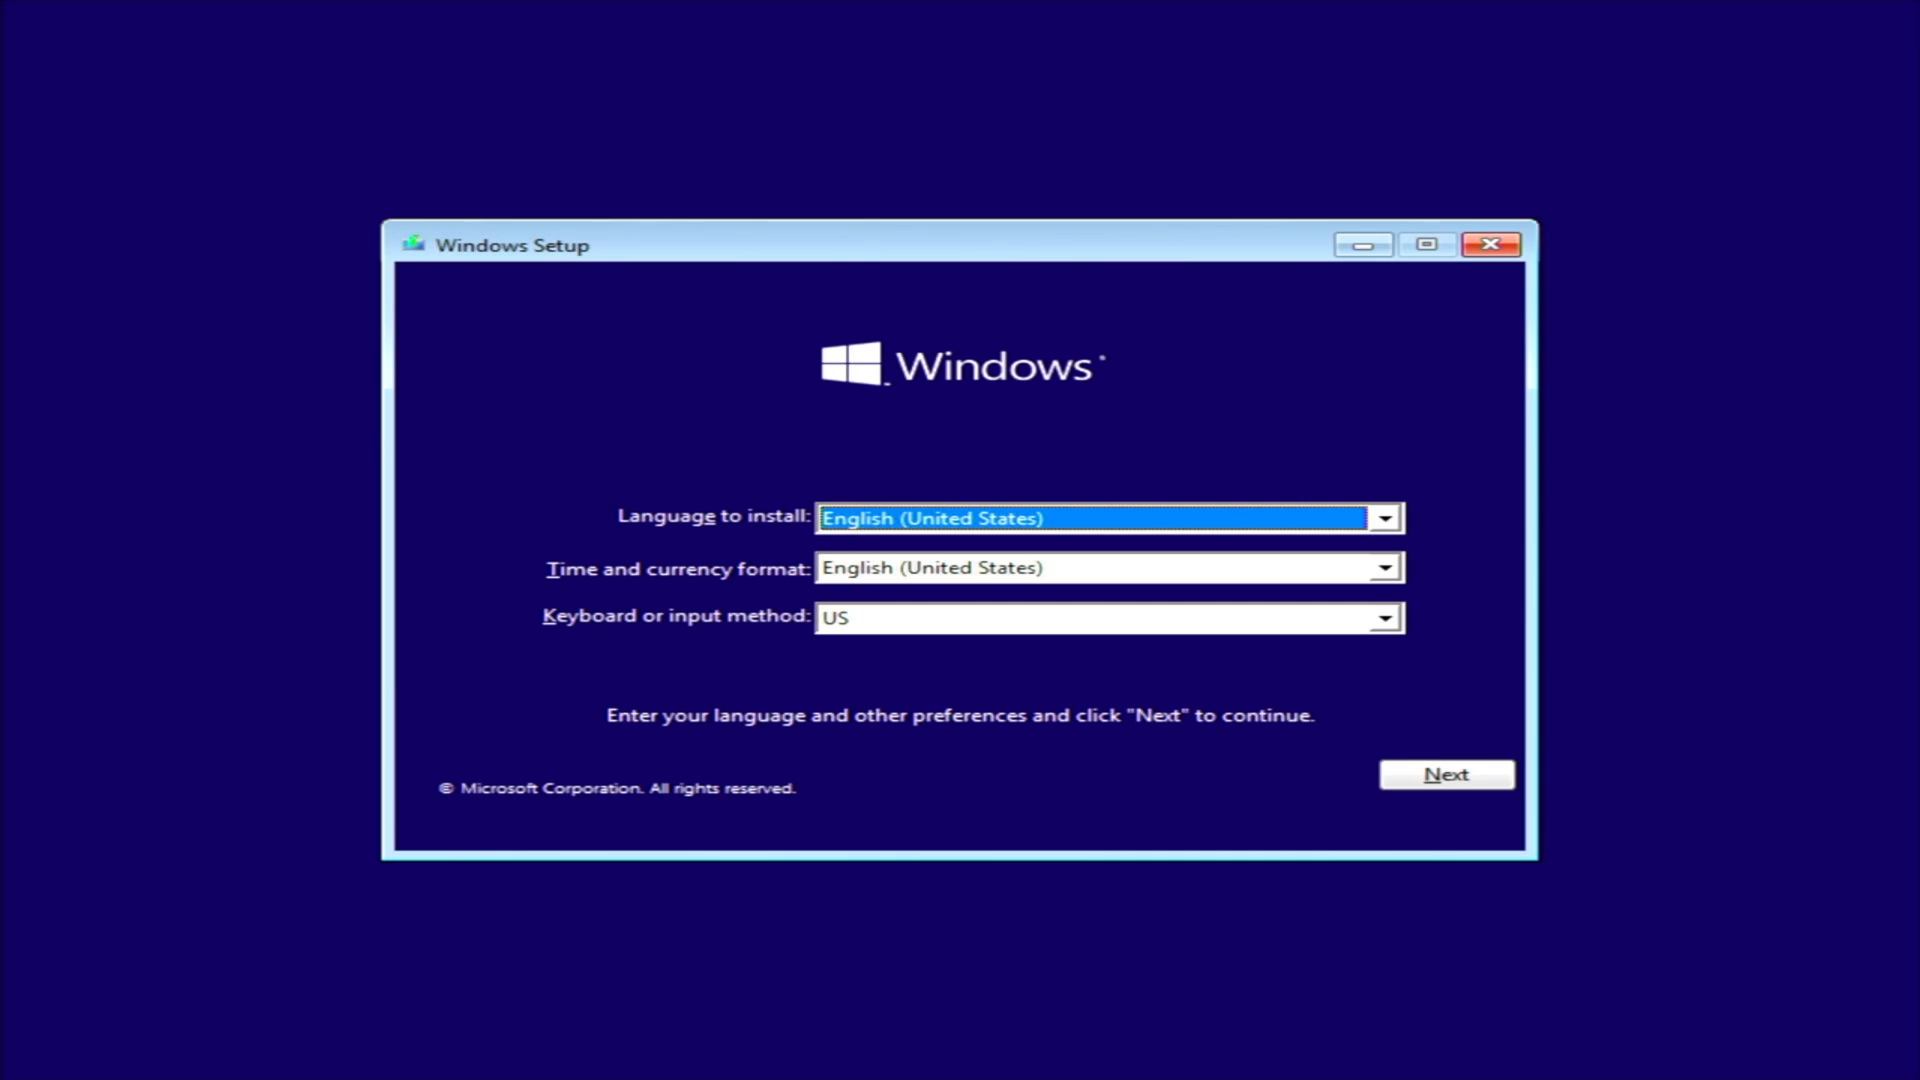 Windows Setup
Windows
Language to install: English (United States)
Time and currency format: English (United States)
Keyboard or input method: US
Enter your language and other preferences and click "Next" to continue.
Next
© Microsoft Corporation. All rights reserved.